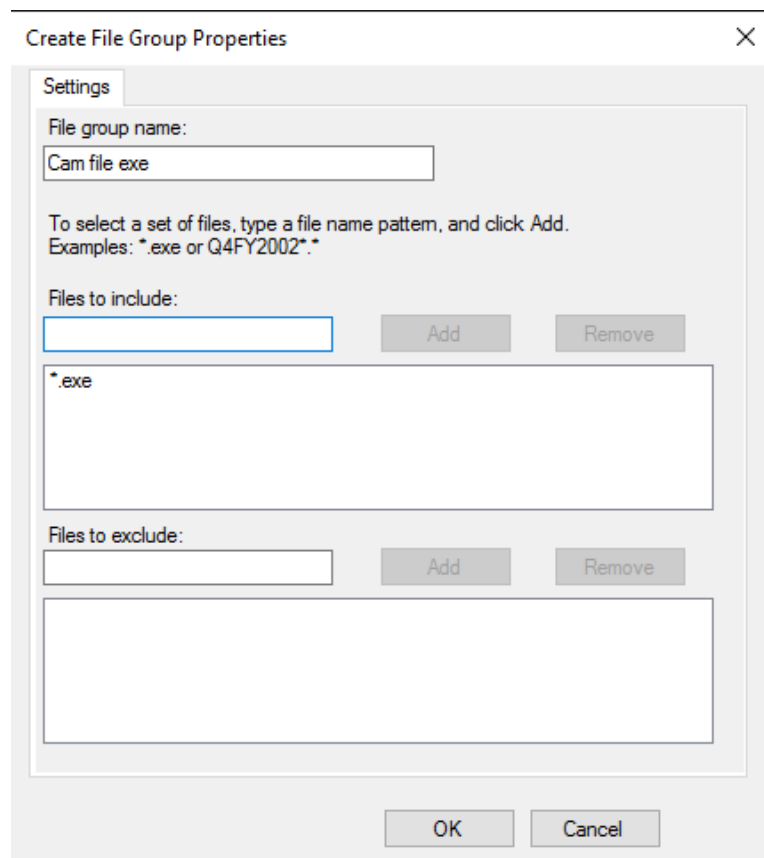 Create File Group Properties
Settings
File group name:
Cam file exe
To select a set of files, type a file name pattern, and click Add.
Examples: *.exe or Q4FY2002*.*
Files to include:
Add Remove
*.exe
Files to exclude:
Add Remove
OK Cancel